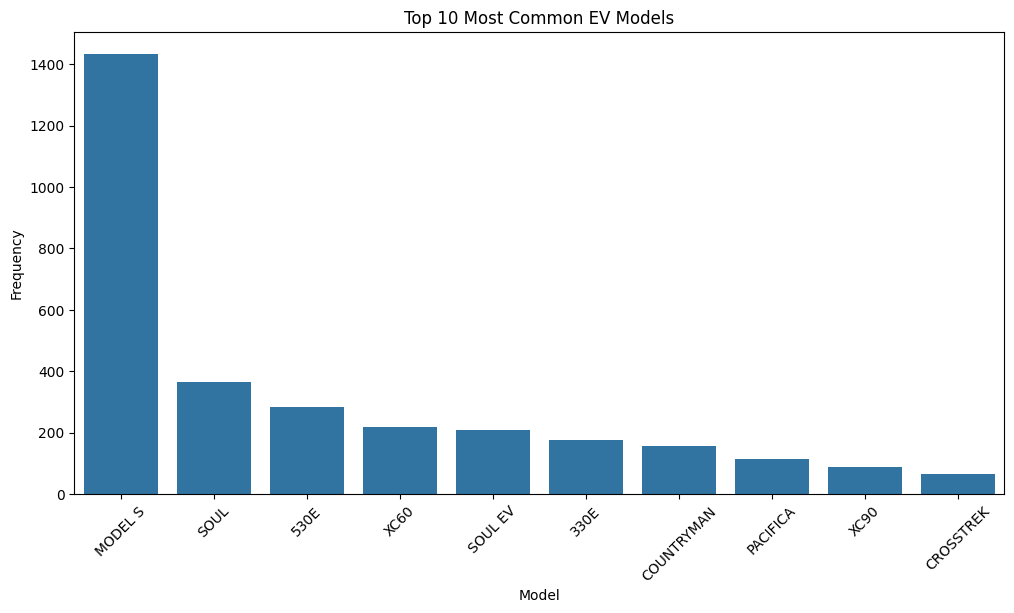 Top 10 Most Common EV Models
Frequency
1400
1200
1000
800
600
400
200
0
MODEL S
SOUL
530E
XC60
SOUL EV
330E
COUNTRYMAN
PACIFICA
XC90
CROSSTREK
Model